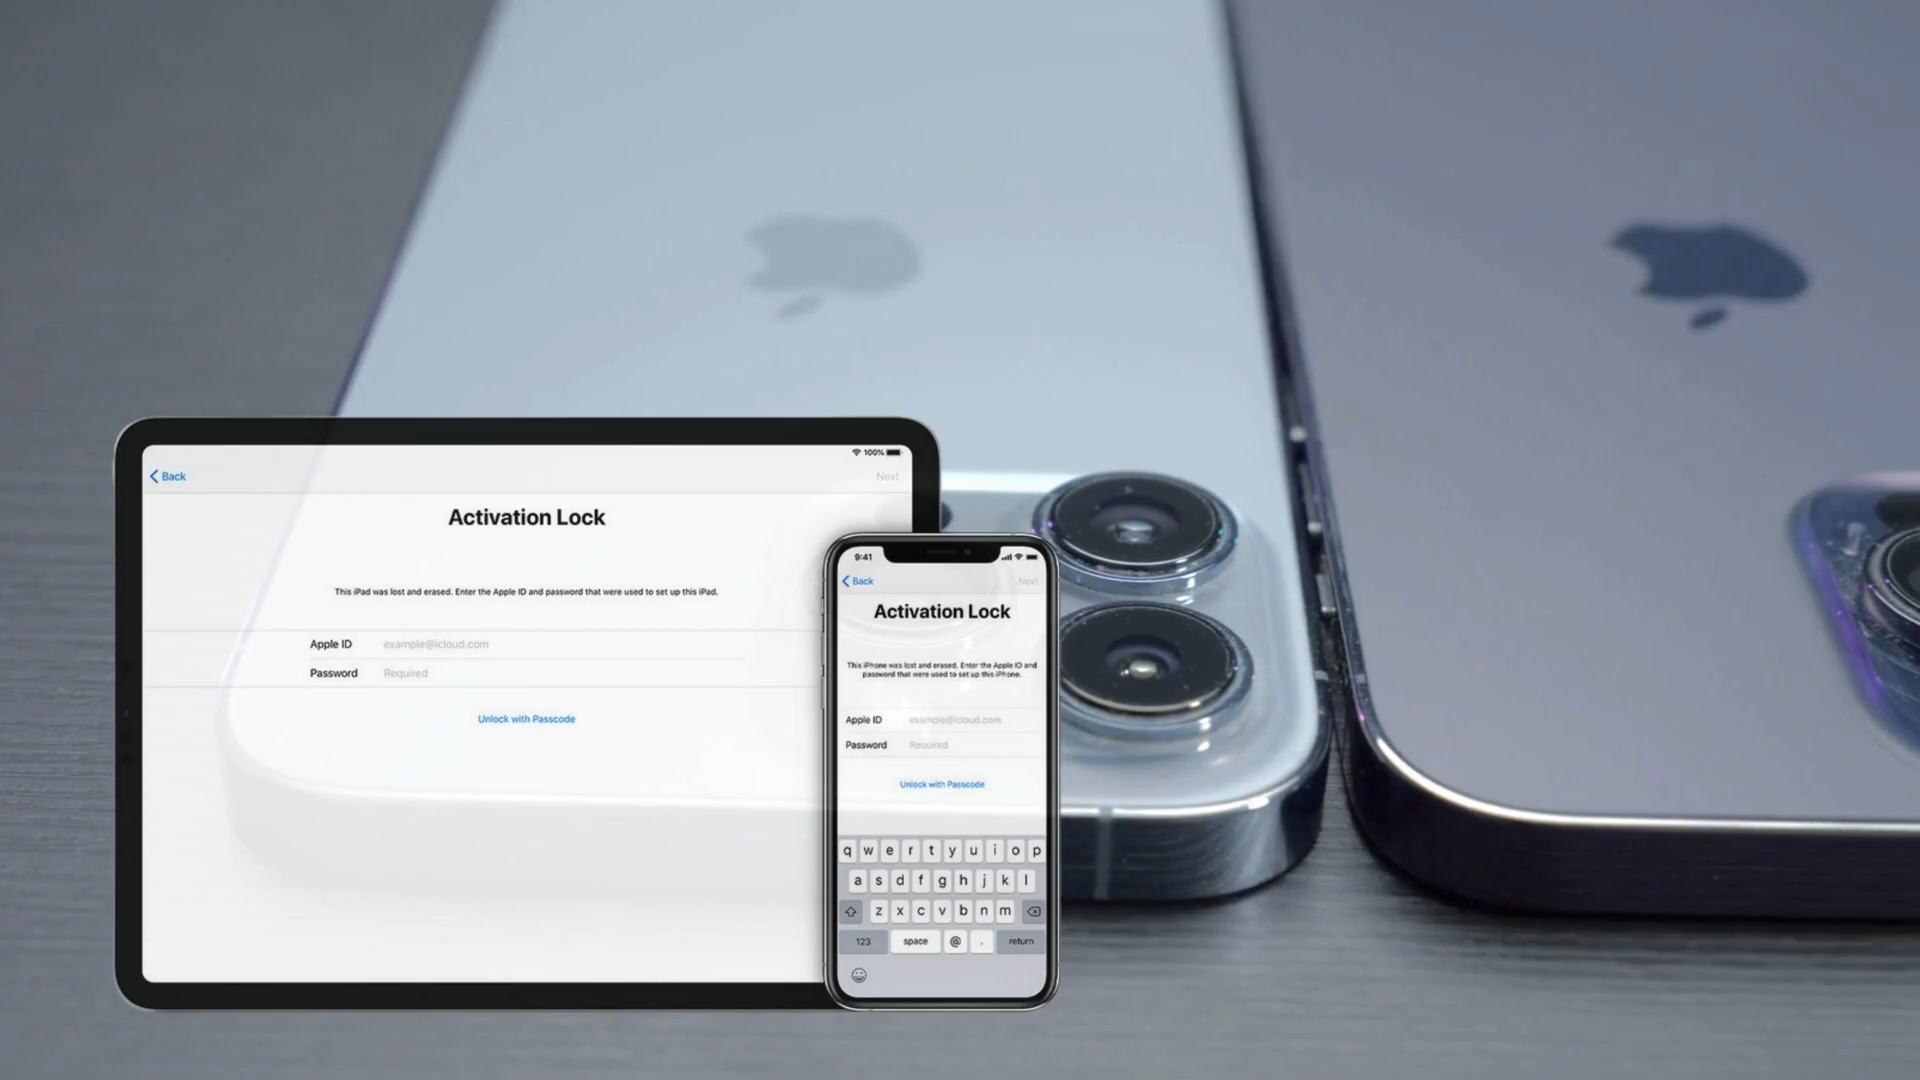 100%
Back
Next
Activation Lock
This iPad was lost and erased. Enter the Apple ID and password that were used to set up this iPad.
Apple ID example@icloud.com
Password Required
Unlock with Passcode
9:41
Back
Next
Activation Lock
This iPhone was lost and erased. Enter the Apple ID and
password that were used to set up this iPhone.
Apple ID example@icloud.com
Password Required
Unlock with Passcode
q w e r t y u i o p
a s d f g h j k l
z x c v b n m
123 space @ . return